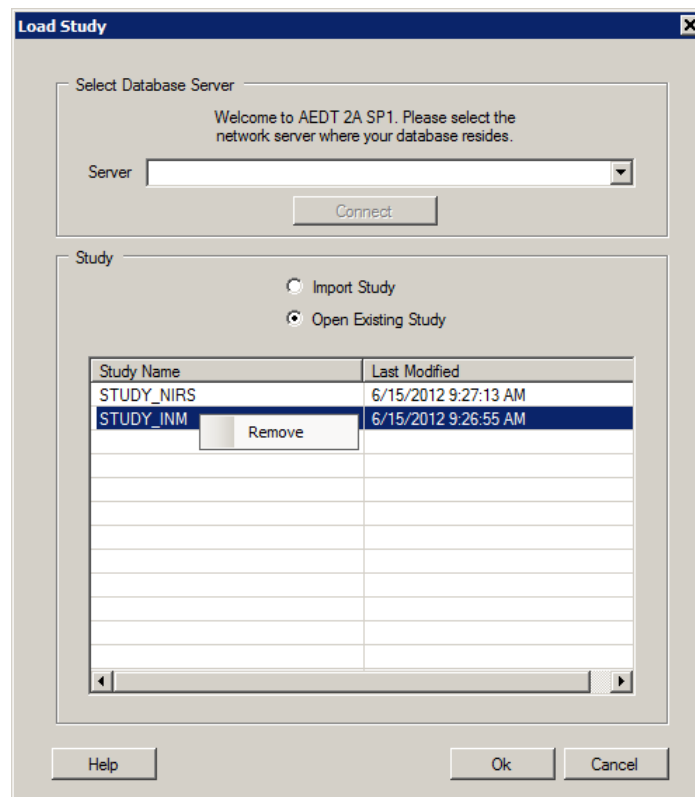 Load Study
Select Database Server
Welcome to AEDT 2A SP1. Please select the
network server where your database resides.
Server
Connect
Study
Import Study
Open Existing Study
Study Name Last Modified
STUDY_NIRS 6/15/2012 9:27:13 AM
STUDY_INM 6/15/2012 9:26:55 AM
Remove
Help Ok Cancel